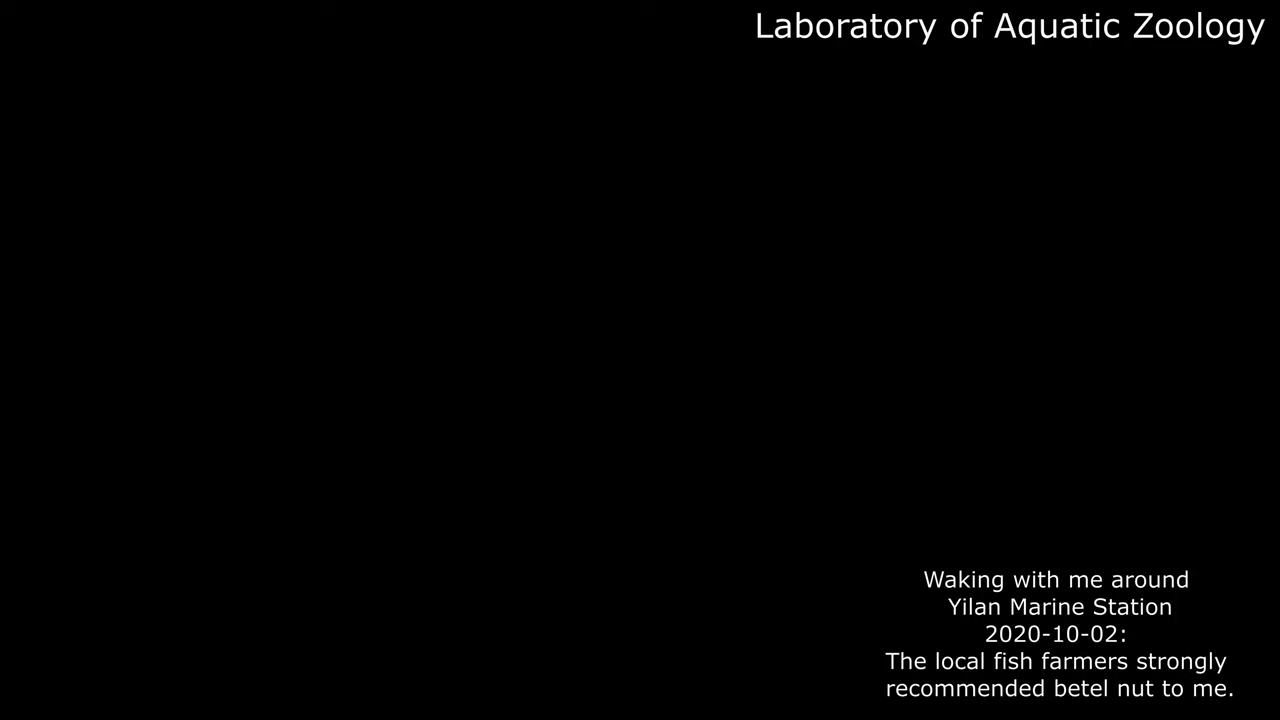 Laboratory of Aquatic Zoology
Waking with me around
Yilan Marine Station
2020-10-02:
The local fish farmers strongly
recommended betel nut to me.